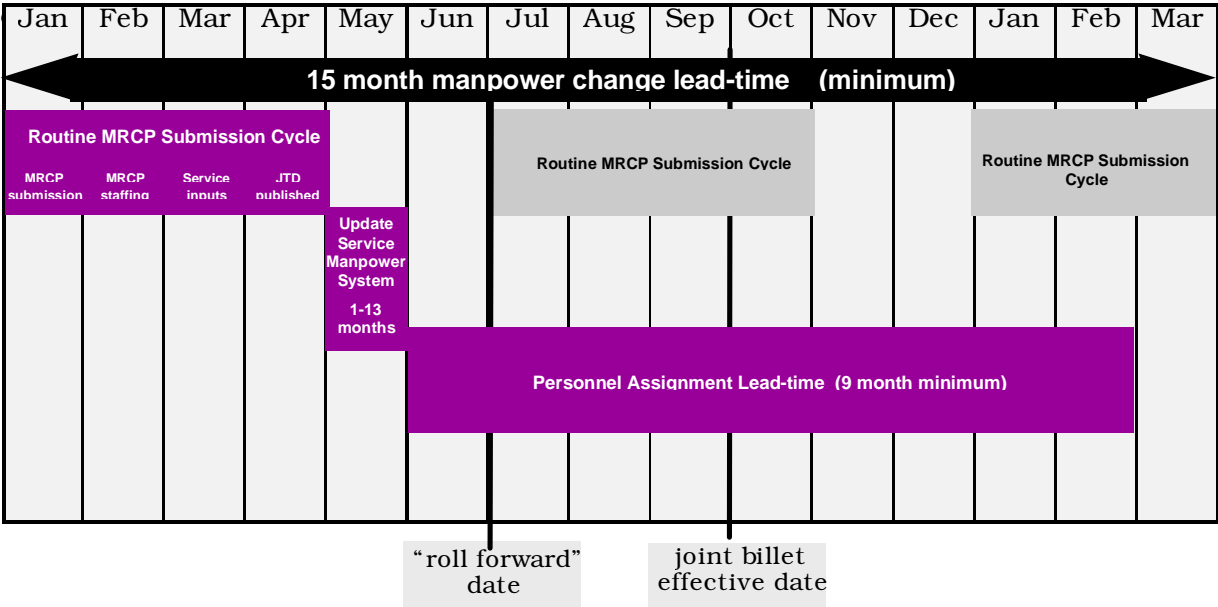 Jan Feb Mar Apr May Jun Jul Aug Sep Oct Nov Dec Jan Feb Mar
15 month manpower change lead-time (minimum)
Routine MRCP Submission Cycle
MRCP submission
MRCP staffing
Service inputs
JTD published
Routine MRCP Submission Cycle
Routine MRCP Submission
Cycle
Update
Service
Manpower
System
1-13
months
Personnel Assignment Lead-time (9 month minimum)
“roll forward”
date
joint billet
effective date